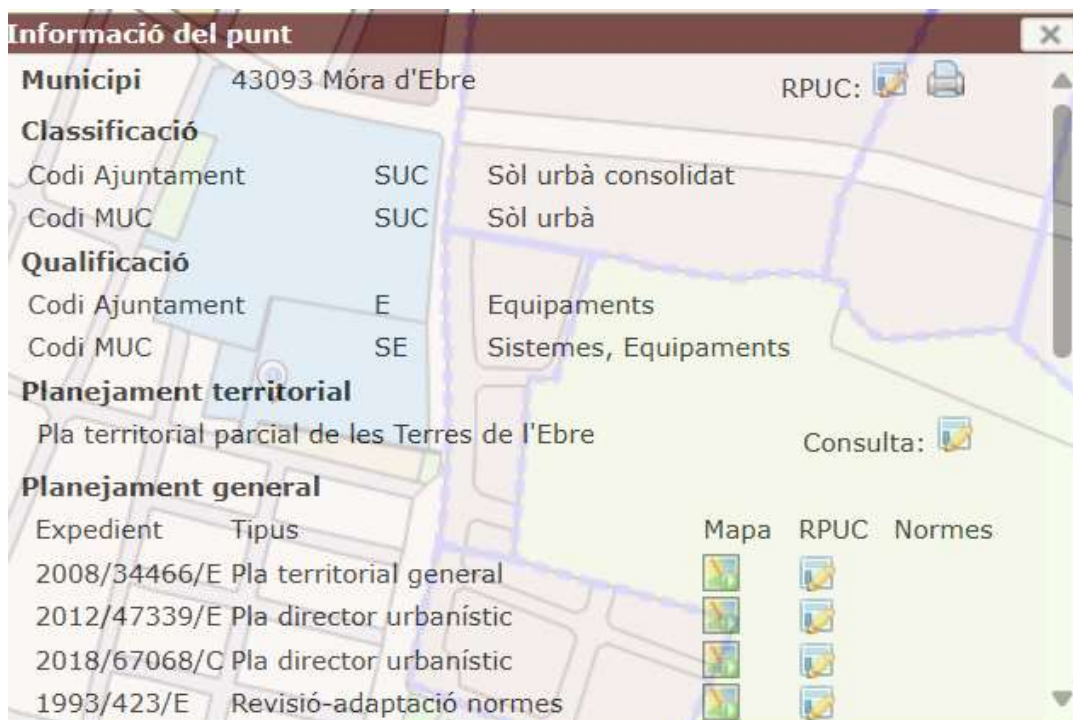 Informació del punt
Municipi 43093 Móra d'Ebre RPUC:
Classificació
Codi Ajuntament SUC Sòl urbà consolidat
Codi MUC SUC Sòl urbà
Qualificació
Codi Ajuntament E Equipaments
Codi MUC SE Sistemes, Equipaments
Planejament territorial
Pla territorial parcial de les Terres de l'Ebre Consulta:
Planejament general
Expedient Tipus Mapa RPUC Normes
2008/34466/E Pla territorial general
2012/47339/E Pla director urbanístic
2018/67068/C Pla director urbanístic
1993/423/E Revisió-adaptació normes